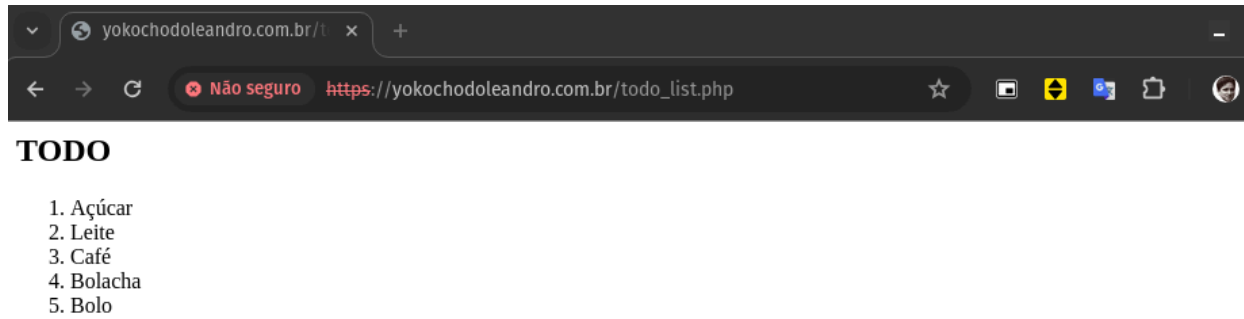 yokochodoleandro.com.br/t
Não seguro https://yokochodoleandro.com.br/todo_list.php
TODO
1. Açúcar
2. Leite
3. Café
4. Bolacha
5. Bolo